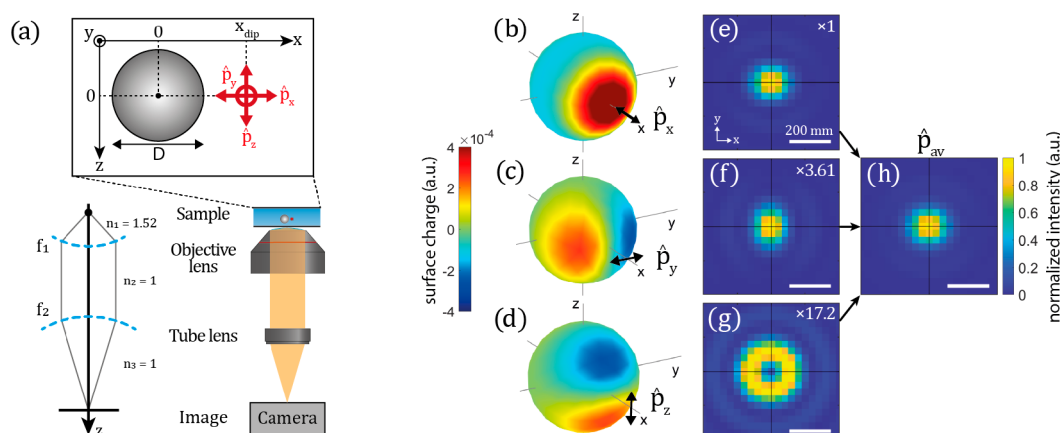 (a)
y
0
x_dip
x
p̂_y
p̂_x
0
p̂_z
D
z
Sample
n₁ = 1.52
f₁
Objective
lens
n₂ = 1
f₂
Tube lens
n₃ = 1
Image
Camera
z
×10⁻⁴
4
2
0
-2
-4
surface charge (a.u.)
(b)
z
y
x
p̂_x
(c)
z
y
x
p̂_y
(d)
z
y
x
p̂_z
(e)
×1
y
x
200 mm
(f)
×3.61
(g)
×17.2
p̂_av
(h)
1
0.8
0.6
0.4
0.2
0
normalized intensity (a.u.)